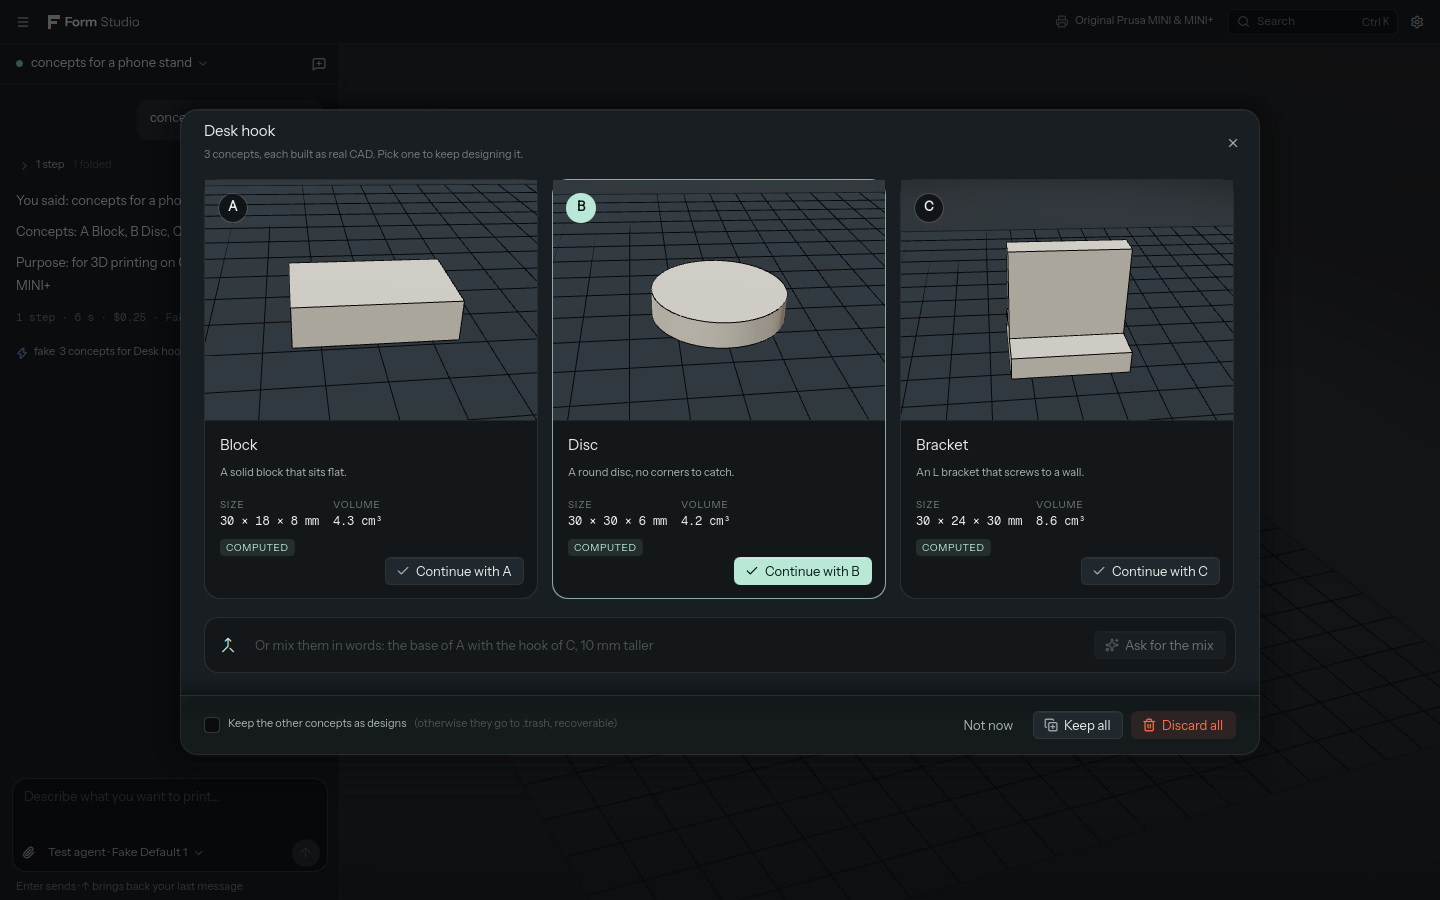 Form Studio
Original Prusa MINI & MINI+
Search
Ctrl K
concepts for a phone stand
conce
1 step 1 folded
You said: concepts for a pho
Concepts: A Block, B Disc, C
Purpose: for 3D printing on
MINI+
1 step · 6 s · $0.25 · Fa
fake 3 concepts for Desk hoo
Desk hook
3 concepts, each built as real CAD. Pick one to keep designing it.
A
Block
A solid block that sits flat.
SIZE VOLUME
30 × 18 × 8 mm 4.3 cm³
COMPUTED
Continue with A
B
Disc
A round disc, no corners to catch.
SIZE VOLUME
30 × 30 × 6 mm 4.2 cm³
COMPUTED
Continue with B
C
Bracket
An L bracket that screws to a wall.
SIZE VOLUME
30 × 24 × 30 mm 8.6 cm³
COMPUTED
Continue with C
Or mix them in words: the base of A with the hook of C, 10 mm taller
Ask for the mix
Keep the other concepts as designs (otherwise they go to .trash, recoverable)
Not now
Keep all
Discard all
Describe what you want to print...
Test agent · Fake Default 1
Enter sends · ↑ brings back your last message